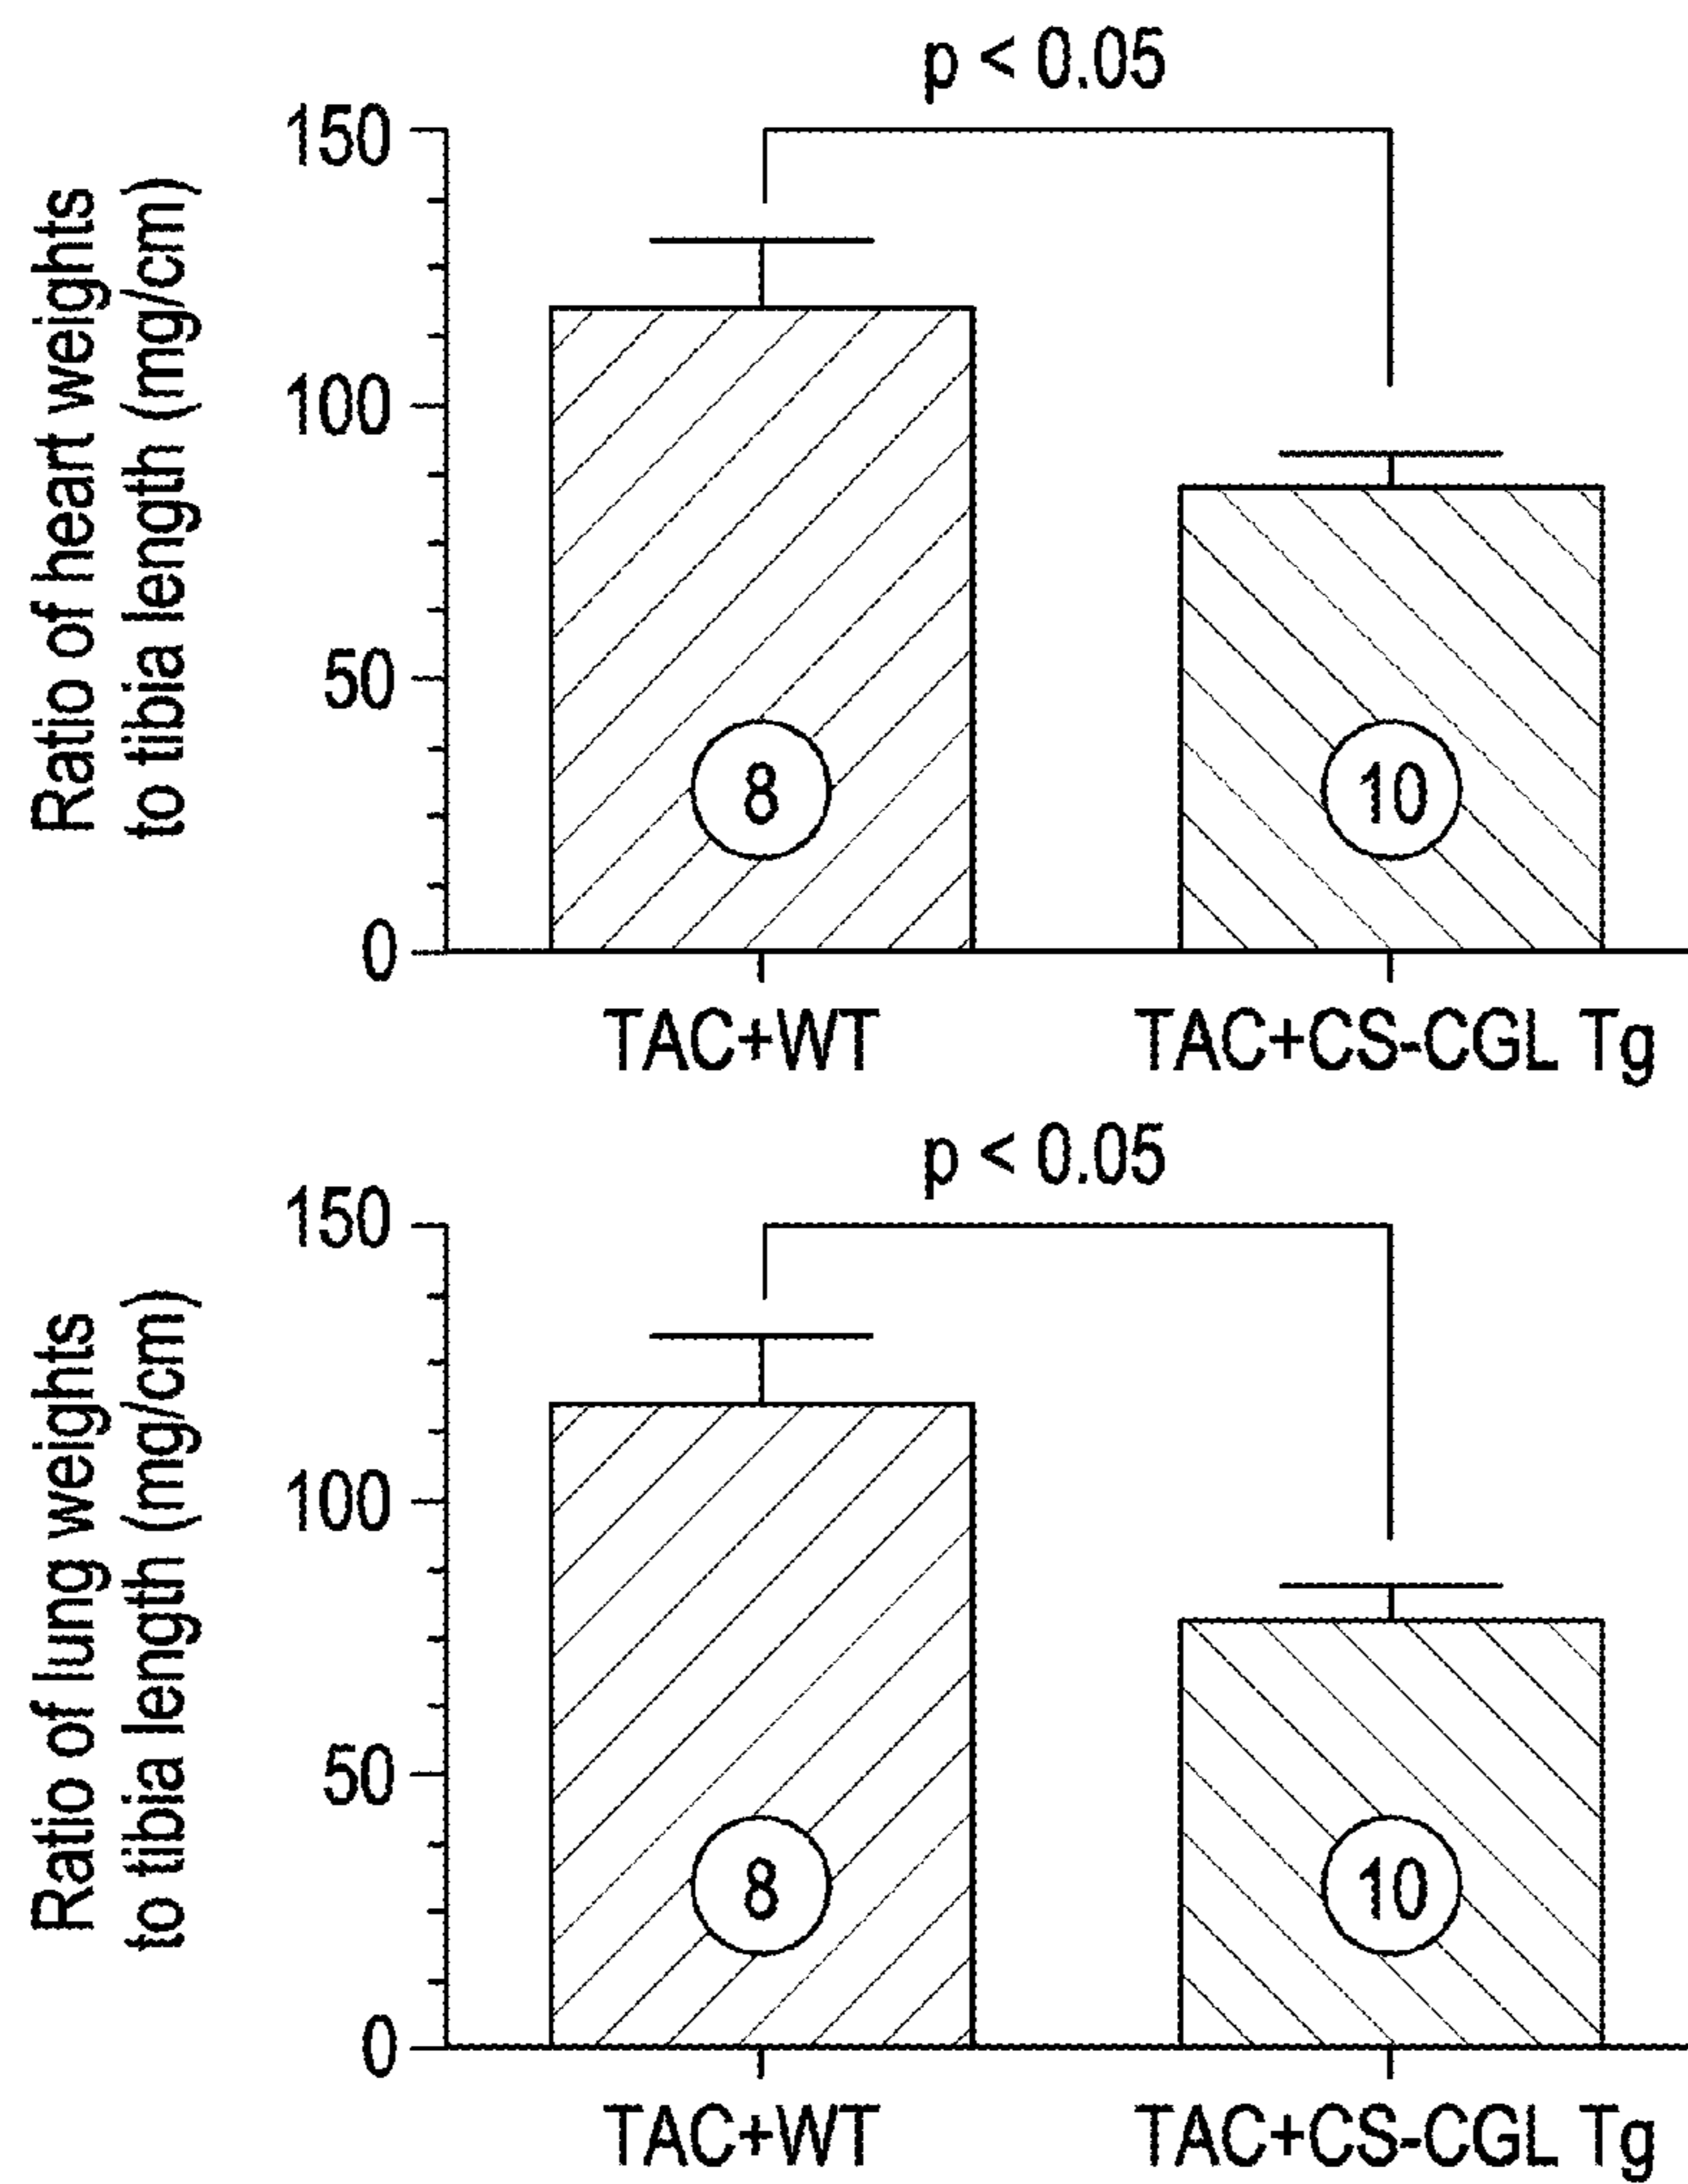 p < 0.05
Ratio of heart weights
to tibia length (mg/cm)
150
100
50
0
8
10
TAC+WT
TAC+CS-CGL Tg
p < 0.05
Ratio of lung weights
to tibia length (mg/cm)
150
100
50
0
8
10
TAC+WT
TAC+CS-CGL Tg